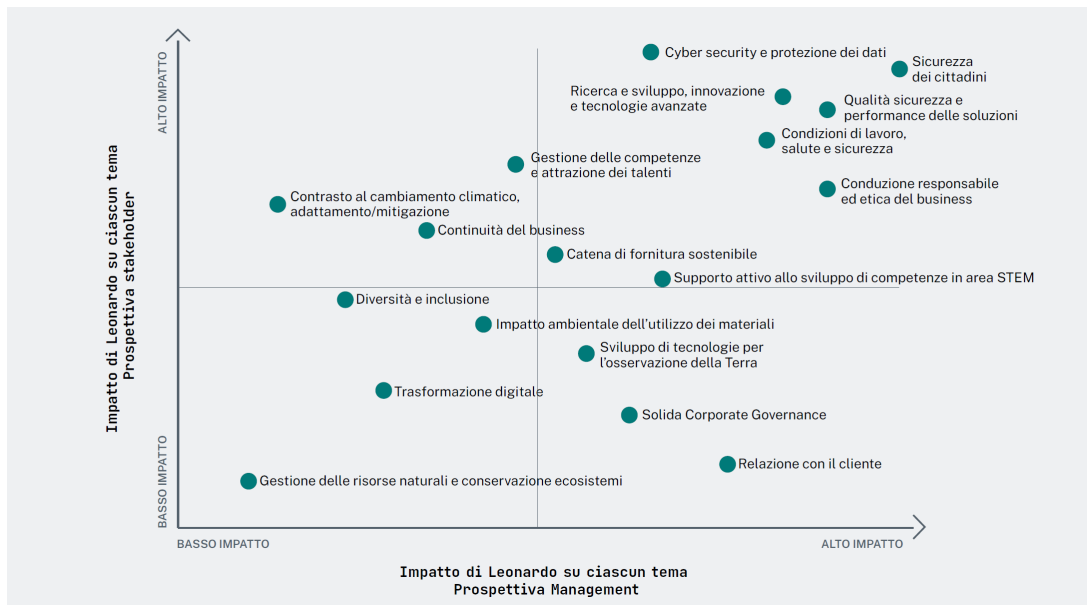 ALTO IMPATTO
Cyber security e protezione dei dati
Sicurezza
dei cittadini
Ricerca e sviluppo, innovazione
e tecnologie avanzate
Qualità sicurezza e
performance delle soluzioni
Condizioni di lavoro,
salute e sicurezza
Gestione delle competenze
e attrazione dei talenti
Conduzione responsabile
ed etica del business
Contrasto al cambiamento climatico,
adattamento/mitigazione
Continuità del business
Catena di fornitura sostenibile
Supporto attivo allo sviluppo di competenze in area STEM
Impatto di Leonardo su ciascun tema
Prospettiva stakeholder
Diversità e inclusione
Impatto ambientale dell'utilizzo dei materiali
Sviluppo di tecnologie per
l'osservazione della Terra
Trasformazione digitale
Solida Corporate Governance
Relazione con il cliente
Gestione delle risorse naturali e conservazione ecosistemi
BASSO IMPATTO
BASSO IMPATTO
ALTO IMPATTO
Impatto di Leonardo su ciascun tema
Prospettiva Management